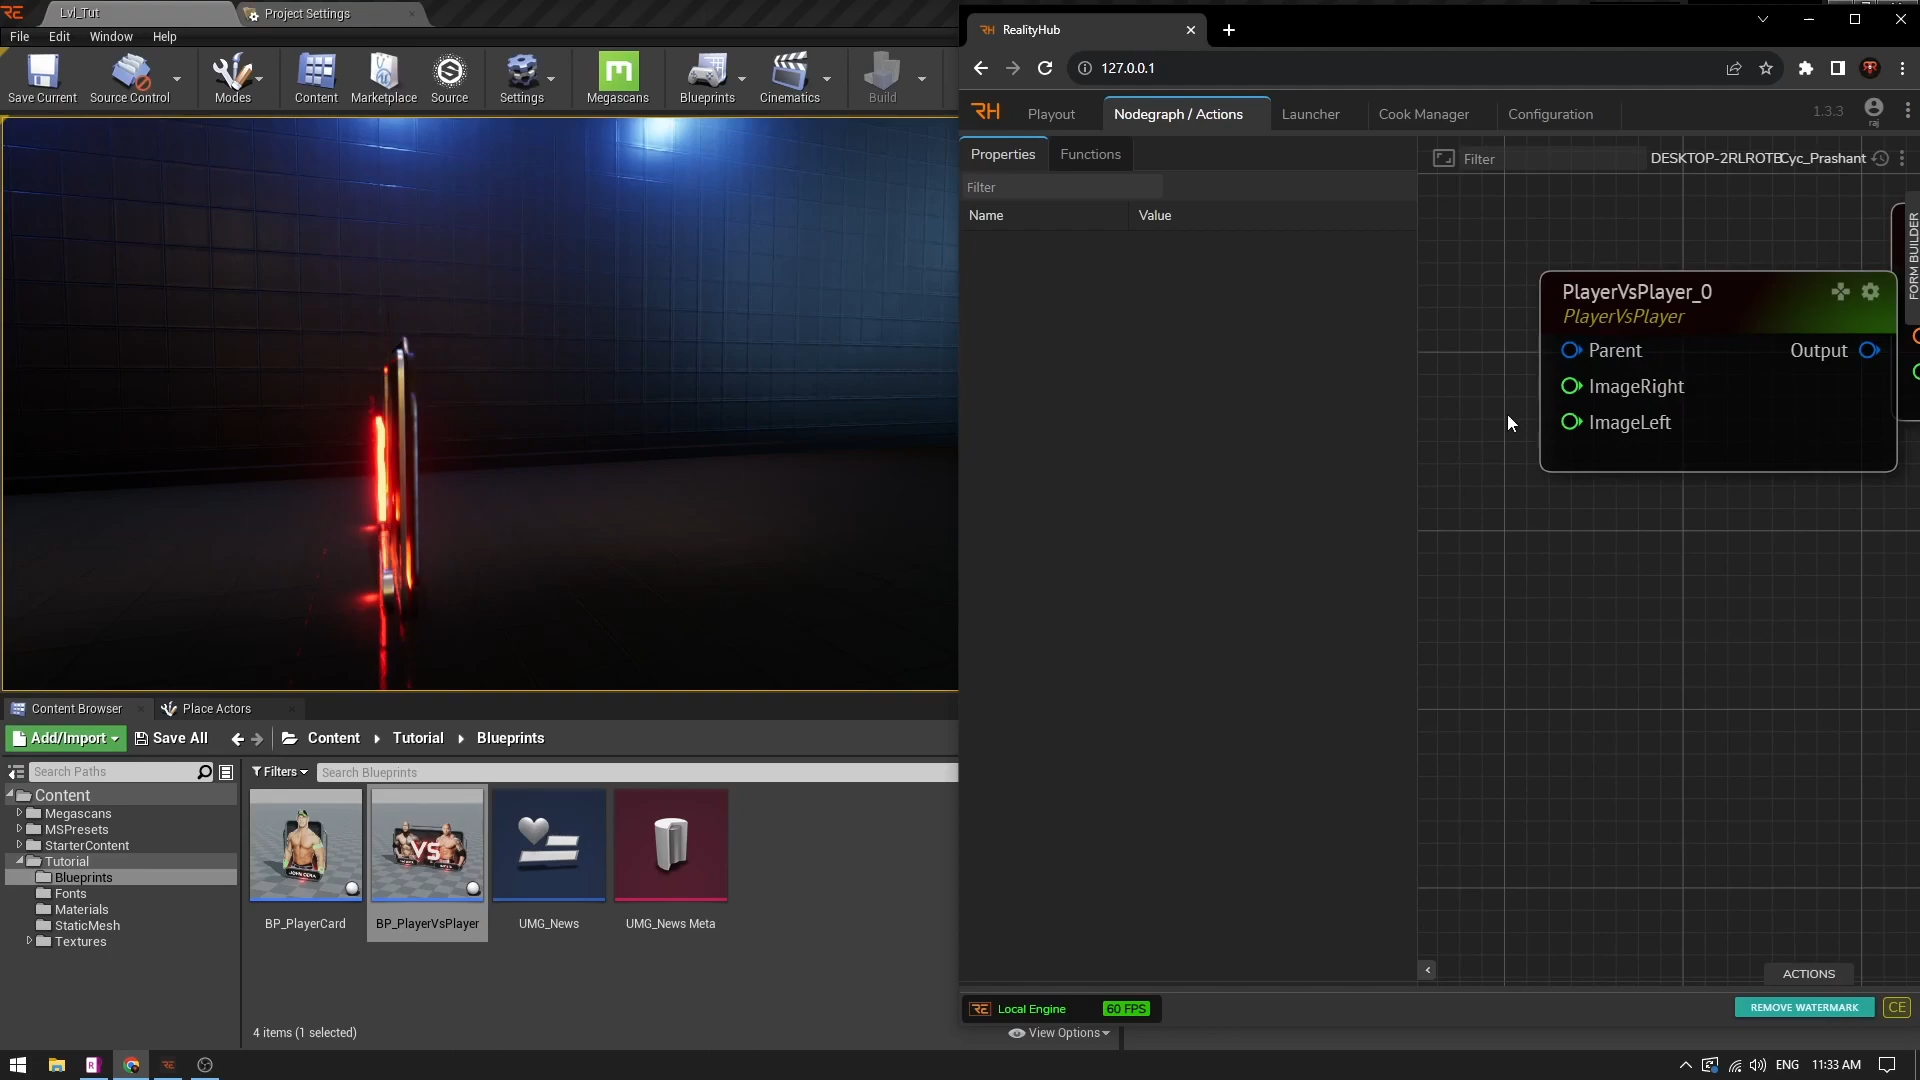 Lvl_Tut
Project Settings
File
Edit
Window
Help
Save Current
Source Control
Modes
Content
Marketplace
Source
Settings
Megascans
Blueprints
Cinematics
Build
RealityHub
127.0.0.1
RH
Playout
Nodegraph / Actions
Launcher
Cook Manager
Configuration
1.3.3
raj
Properties
Functions
Filter
Name
Value
Filter
Cyc_Prashant
FORM BUILDER
PlayerVsPlayer_0
PlayerVsPlayer
Parent
Output
ImageRight
ImageLeft
ACTIONS
Local Engine
60 FPS
REMOVE WATERMARK
CE
Content Browser
Place Actors
Add/Import
Save All
Content
Tutorial
Blueprints
Search Paths
Filters
Search Blueprints
Content
Megascans
MSPresets
StarterContent
Tutorial
Blueprints
Fonts
Materials
StaticMesh
Textures
JOHN CENA
VS
BP_PlayerCard
BP_PlayerVsPlayer
UMG_News
UMG_News Meta
4 items (1 selected)
View Options
ENG
11:33 AM